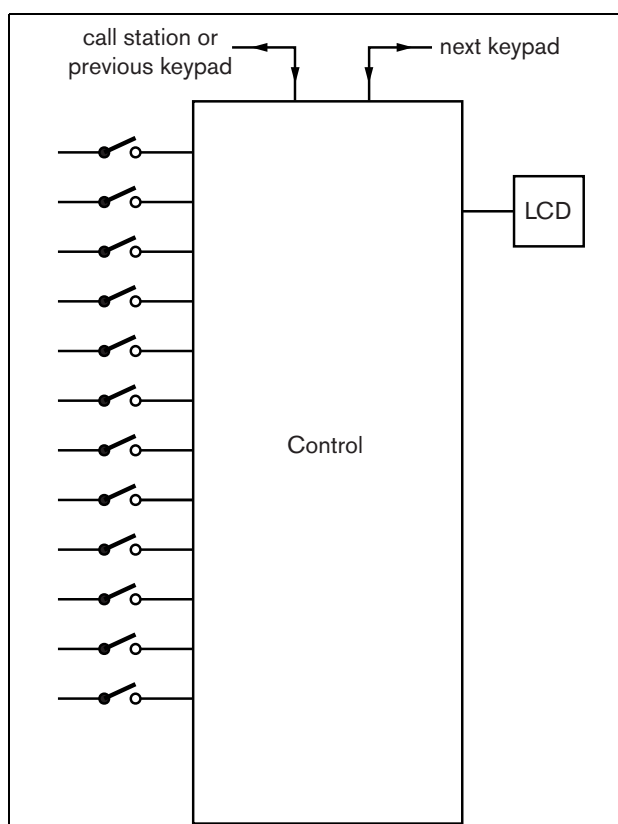 call station or
previous keypad
next keypad
LCD
Control